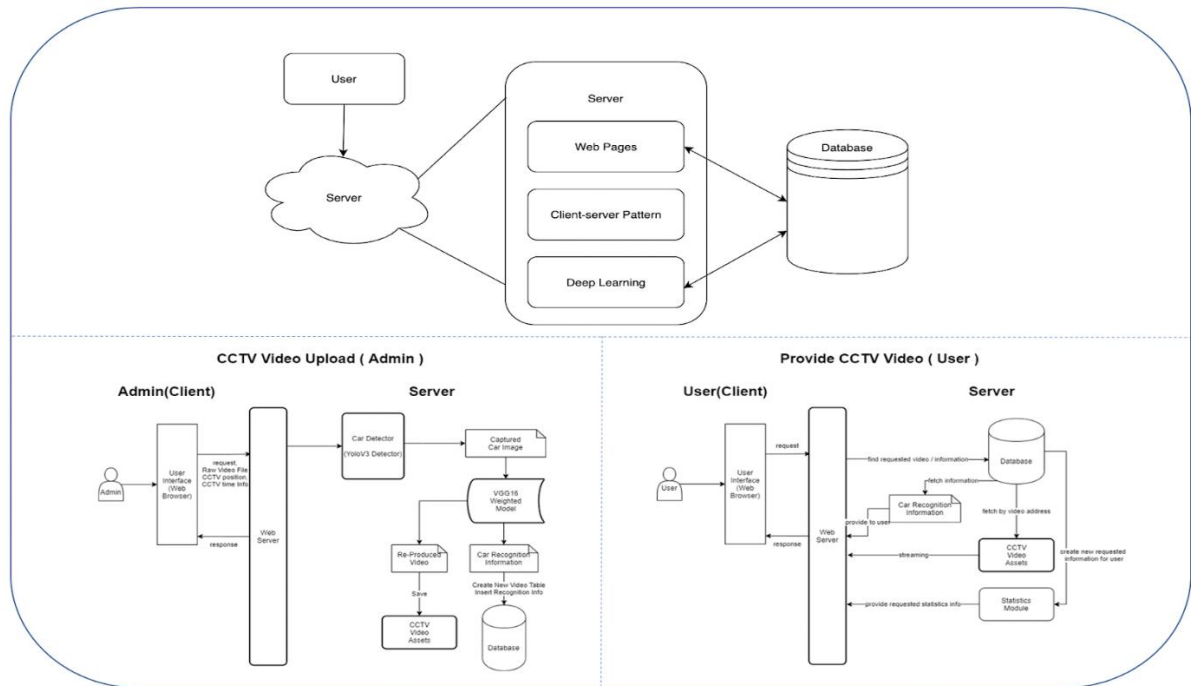 User
Server
Server
Web Pages
Client-server Pattern
Deep Learning
Database
CCTV Video Upload ( Admin )
Admin(Client)
Server
Admin
User
Interface
(Web
Browser)
request,
Raw Video File
CCTV position,
CCTV time Info
response
Web
Server
Car Detector
(YoloV3 Detector)
Captured
Car Image
VGG16
Weighted
Model
Re-Produced
Video
Car Recognition
Information
Save
Create New Video Table
Insert Recognition Info
CCTV
Video
Assets
Database
Provide CCTV Video ( User )
User(Client)
Server
User
User
Interface
(Web
Browser)
request
response
Web
Server
find requested video / information
Database
fetch information
Car Recognition
Information
provide to user
fetch by video address
streaming
CCTV
Video
Assets
create new requested
information for user
provide requested statistics info
Statistics
Module